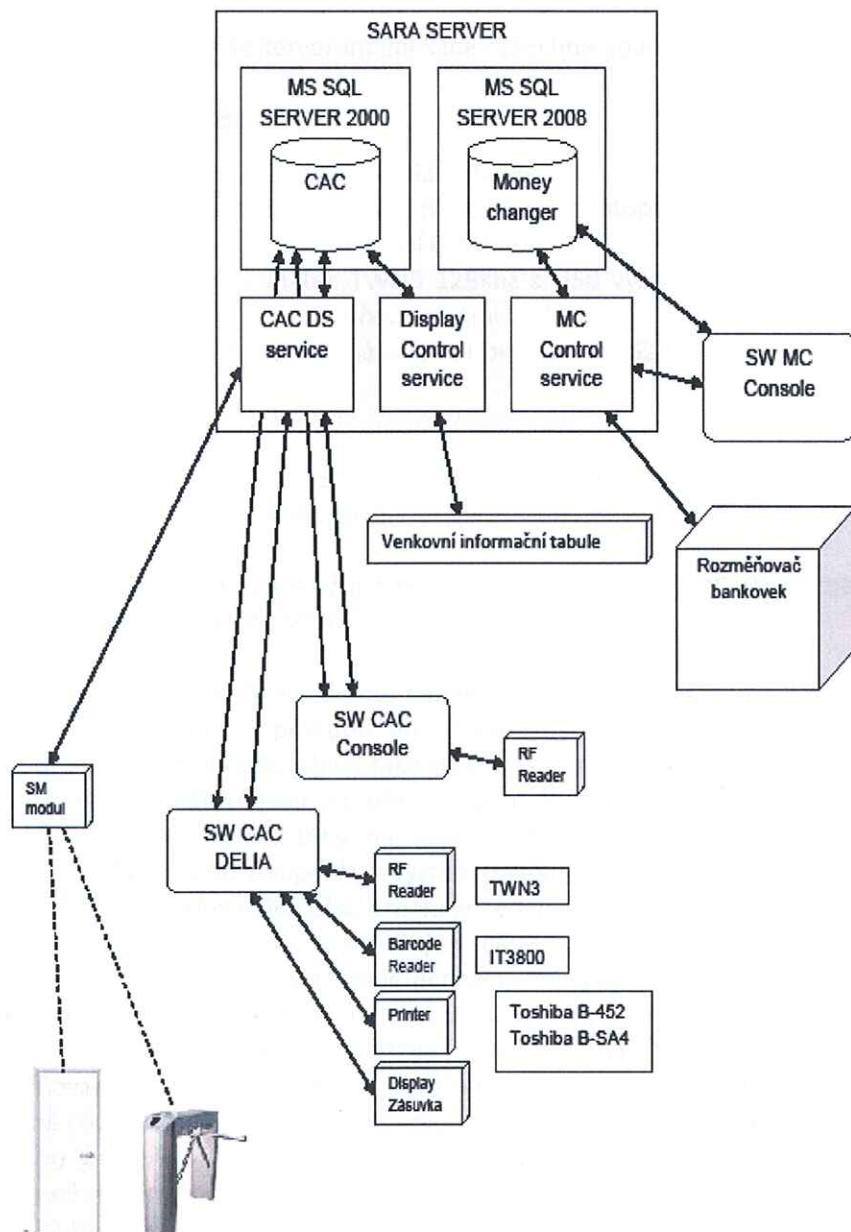 SARA SERVER
MS SQL
SERVER 2000
MS SQL
SERVER 2008
CAC
Money
changer
CAC DS
service
Display
Control
service
MC
Control
service
SW MC
Console
Venkovní informační tabule
Rozměňovač
bankovek
SW CAC
Console
RF
Reader
SM
modul
SW CAC
DELIA
RF
Reader
TWN3
Barcode
Reader
IT3800
Printer
Toshiba B-452
Toshiba B-SA4
Display
Zásuvka